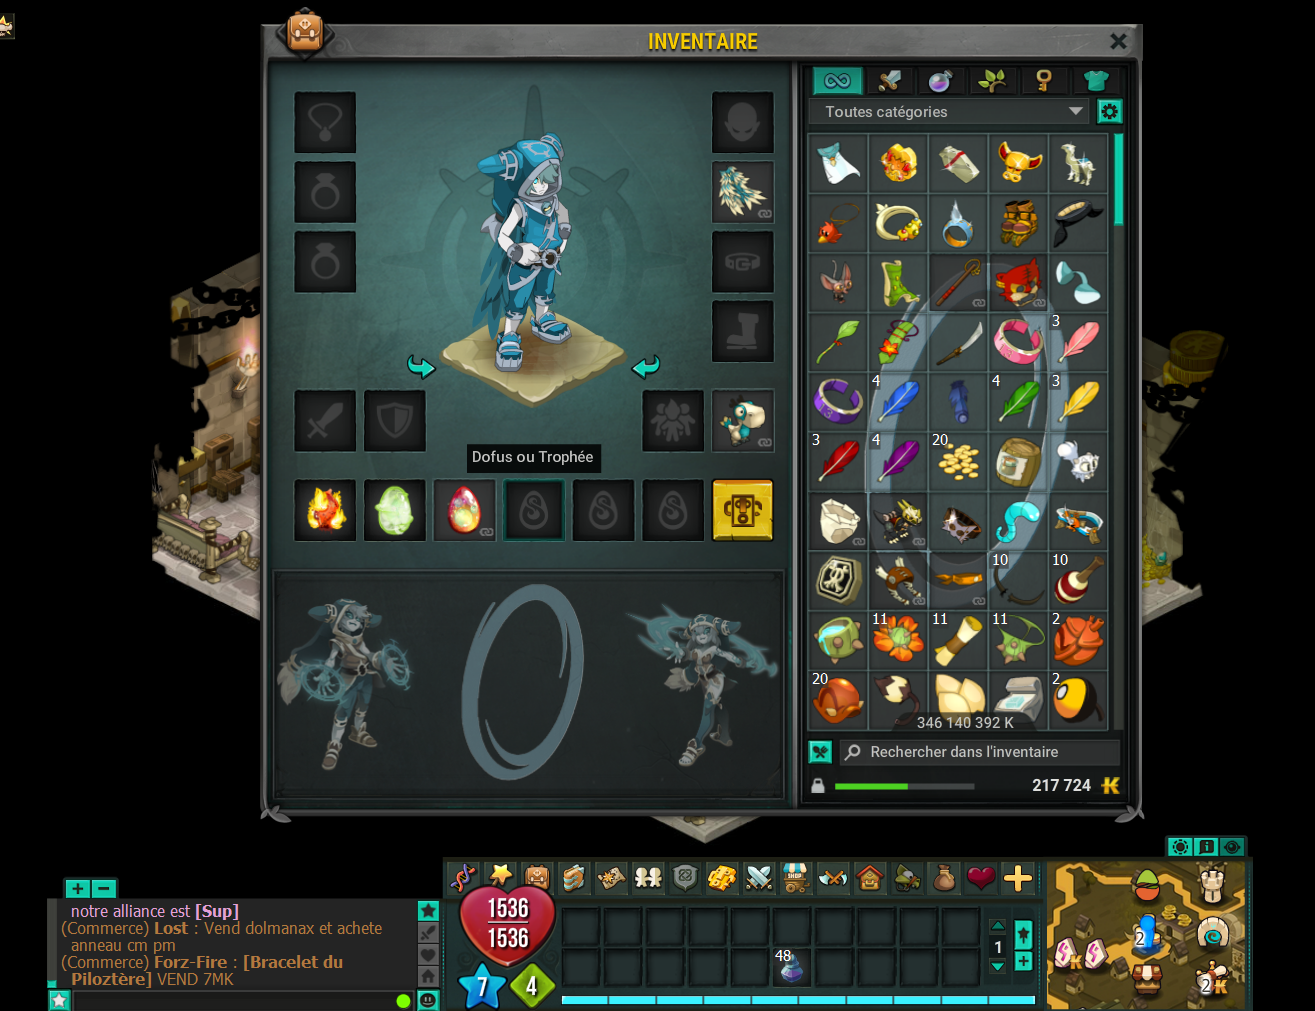 INVENTAIRE
Toutes catégories
3
4
4
3
3
4
20
Dofus ou Trophée
10
10
11
11
11
2
20
2
346 140 392 K
Rechercher dans l'inventaire
217 724
notre alliance est [Sup]
(Commerce) Lost : Vend dolmanax et achete
anneau cm pm
(Commerce) Forz-Fire : [Bracelet du
Piloztère] VEND 7MK
SHOP
1536
1536
7
4
48
1
2
K
2K